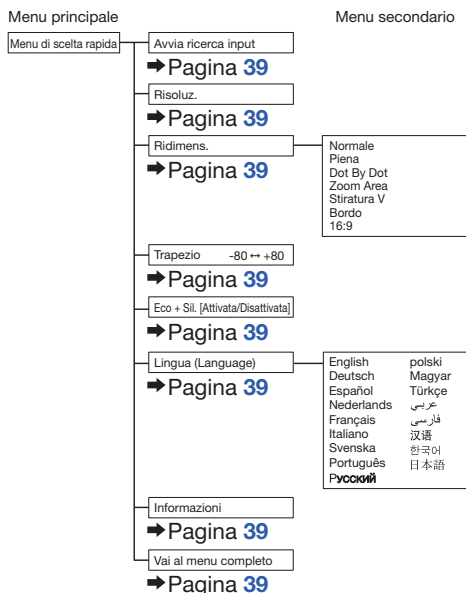 Menu principale
Menu secondario
Menu di scelta rapida
Avvia ricerca input
➡Pagina 39
Risoluz.
➡Pagina 39
Ridimens.
➡Pagina 39
Normale
Piena
Dot By Dot
Zoom Area
Stiratura V
Bordo
16:9
Trapezio -80 ↔ +80
➡Pagina 39
Eco + Sil. [Attivata/Disattivata]
➡Pagina 39
Lingua (Language)
➡Pagina 39
English
Deutsch
Español
Nederlands
Français
Italiano
Svenska
Português
Русский
polski
Magyar
Türkçe
عربي
فارسی
汉语
한국어
日本語
Informazioni
➡Pagina 39
Vai al menu completo
➡Pagina 39